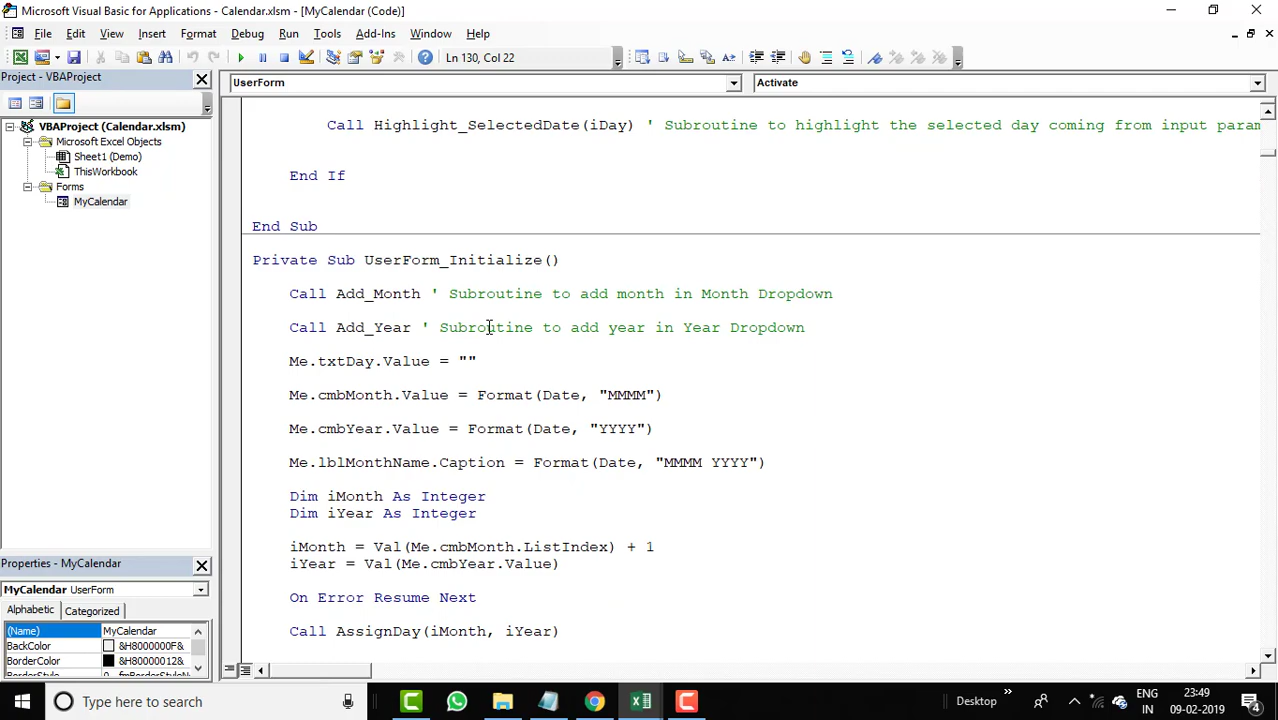 Microsoft Visual Basic for Applications - Calendar.xlsm - [MyCalendar (Code)]
File Edit View Insert Format Debug Run Tools Add-Ins Window Help
Ln 130, Col 22
Project - VBAProject
UserForm
Activate
VBAProject (Calendar.xlsm)
Microsoft Excel Objects
Sheet1 (Demo)
ThisWorkbook
Forms
MyCalendar
Call Highlight_SelectedDate(iDay) ' Subroutine to highlight the selected day coming from input param
End If
End Sub
Private Sub UserForm_Initialize()
Call Add_Month ' Subroutine to add month in Month Dropdown
Call Add_Year ' Subroutine to add year in Year Dropdown
Me.txtDay.Value = ""
Me.cmbMonth.Value = Format(Date, "MMMM")
Me.cmbYear.Value = Format(Date, "YYYY")
Me.lblMonthName.Caption = Format(Date, "MMMM YYYY")
Dim iMonth As Integer
Dim iYear As Integer
iMonth = Val(Me.cmbMonth.ListIndex) + 1
iYear = Val(Me.cmbYear.Value)
On Error Resume Next
Call AssignDay(iMonth, iYear)
Properties - MyCalendar
MyCalendar UserForm
Alphabetic Categorized
(Name) MyCalendar
BackColor &H8000000F&
BorderColor &H80000012&
Type here to search
Desktop
ENG
IN
23:49
09-02-2019
4